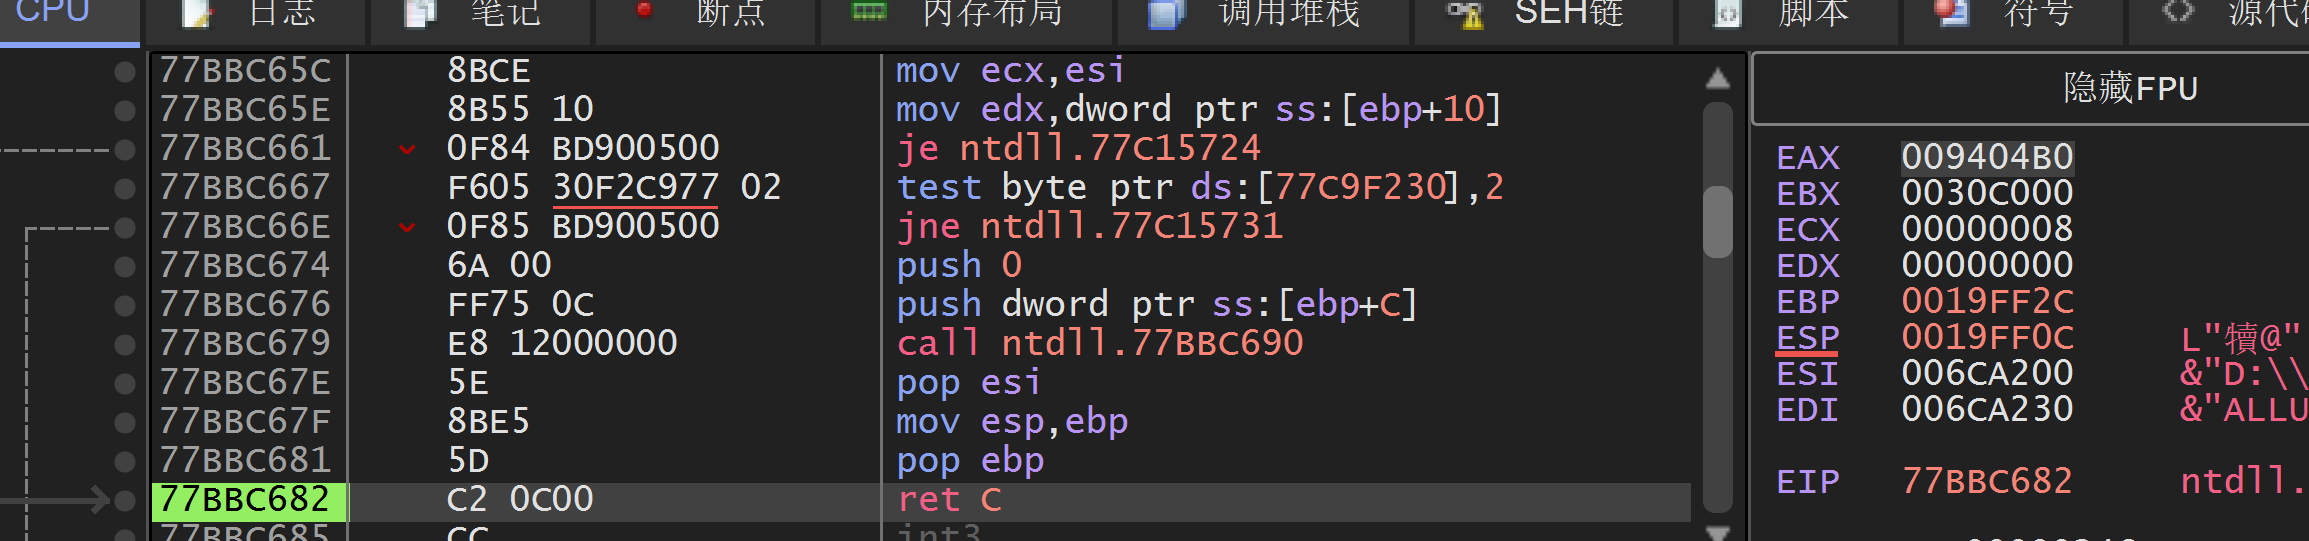 CPU 日志 笔记 断点 内存布局 调用堆栈 SEH链 脚本 符号
77BBC65C 8BCE mov ecx,esi
77BBC65E 8B55 10 mov edx,dword ptr ss:[ebp+10]
77BBC661 0F84 BD900500 je ntdll.77C15724
77BBC667 F605 30F2C977 02 test byte ptr ds:[77C9F230],2
77BBC66E 0F85 BD900500 jne ntdll.77C15731
77BBC674 6A 00 push 0
77BBC676 FF75 0C push dword ptr ss:[ebp+C]
77BBC679 E8 12000000 call ntdll.77BBC690
77BBC67E 5E pop esi
77BBC67F 8BE5 mov esp,ebp
77BBC681 5D pop ebp
77BBC682 C2 0C00 ret C
77BBC685 CC int3
隐藏FPU
EAX 009404B0
EBX 0030C000
ECX 00000008
EDX 00000000
EBP 0019FF2C
ESP 0019FF0C L"犢@"
ESI 006CA200 &"D:\\
EDI 006CA230 &"ALLU
EIP 77BBC682 ntdll.